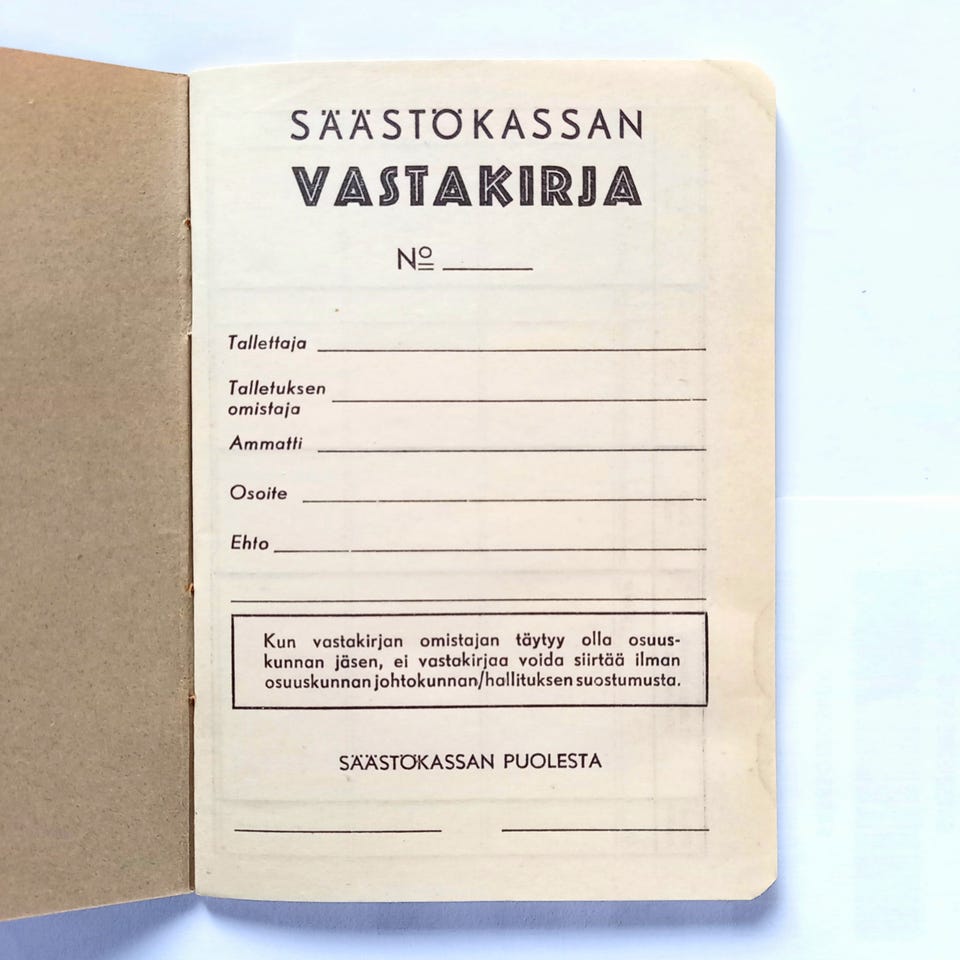 SÄÄSTÖKASSAN
VASTAKIRJA
Nº
Tallettaja
Talletuksen
omistaja
Ammatti
Osoite
Ehto
Kun vastakirjan omistajan täytyy olla osuus-
kunnan jäsen, ei vastakirjaa voida siirtää ilman
osuuskunnan johtokunnan/hallituksen suostumusta.
SÄÄSTÖKASSAN PUOLESTA